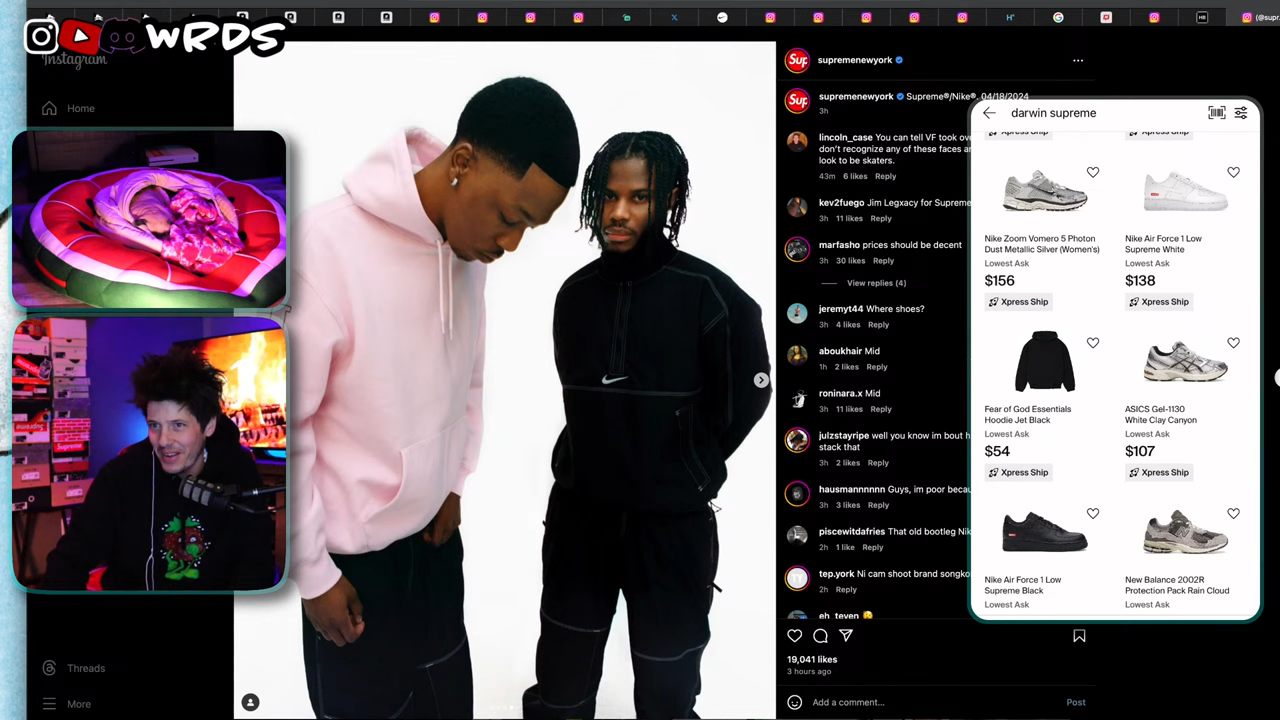 WRDS
Instagram
Home
Threads
More
Sup
supremenewyork
Sup
supremenewyork Supreme®/Nike®. 04/18/2024
3h
lincoln_case You can tell VF took ove
don't recognize any of these faces a
look to be skaters.
43m 6 likes Reply
kev2fuego Jim Legxacy for Supreme
3h 11 likes Reply
marfasho prices should be decent
3h 30 likes Reply
View replies (4)
jeremyt44 Where shoes?
3h 4 likes Reply
aboukhair Mid
1h 2 likes Reply
roninara.x Mid
3h 11 likes Reply
julzstayripe well you know im bout h
stack that
3h 2 likes Reply
hausmannnnnn Guys, im poor becau
3h 3 likes Reply
piscewitdafries That old bootleg Nik
2h 1 like Reply
tep.york Ni cam shoot brand songko
2h Reply
eh_teven
19,041 likes
3 hours ago
Add a comment...
Post
darwin supreme
Xpress Ship Xpress Ship
Nike Zoom Vomero 5 Photon
Dust Metallic Silver (Women's)
Lowest Ask
$156
Xpress Ship
Nike Air Force 1 Low
Supreme White
Lowest Ask
$138
Xpress Ship
Fear of God Essentials
Hoodie Jet Black
Lowest Ask
$54
Xpress Ship
ASICS Gel-1130
White Clay Canyon
Lowest Ask
$107
Xpress Ship
Nike Air Force 1 Low
Supreme Black
Lowest Ask
New Balance 2002R
Protection Pack Rain Cloud
Lowest Ask
(@supr
Supreme